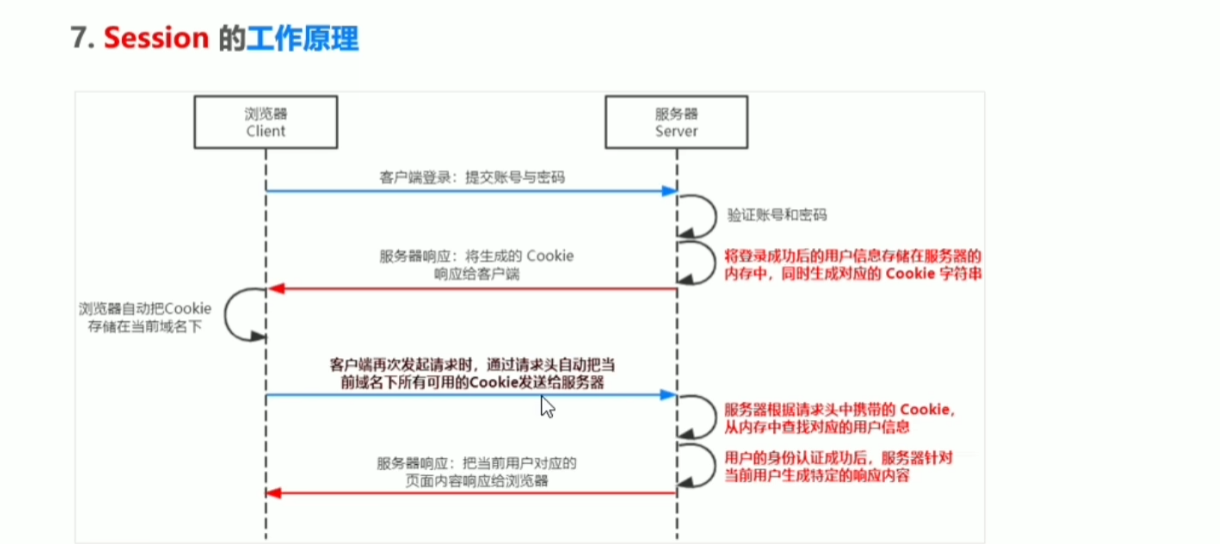 7. Session 的工作原理
浏览器
Client
服务器
Server
客户端登录：提交账号与密码
验证账号和密码
将登录成功后的用户信息存储在服务器的
内存中，同时生成对应的 Cookie 字符串
服务器响应：将生成的 Cookie
响应给客户端
浏览器自动把Cookie
存储在当前域名下
客户端再次发起请求时，通过请求头自动把当
前域名下所有可用的Cookie发送给服务器
服务器根据请求头中携带的 Cookie，
从内存中查找对应的用户信息
用户的身份认证成功后，服务器针对
当前用户生成特定的响应内容
服务器响应：把当前用户对应的
页面内容响应给浏览器